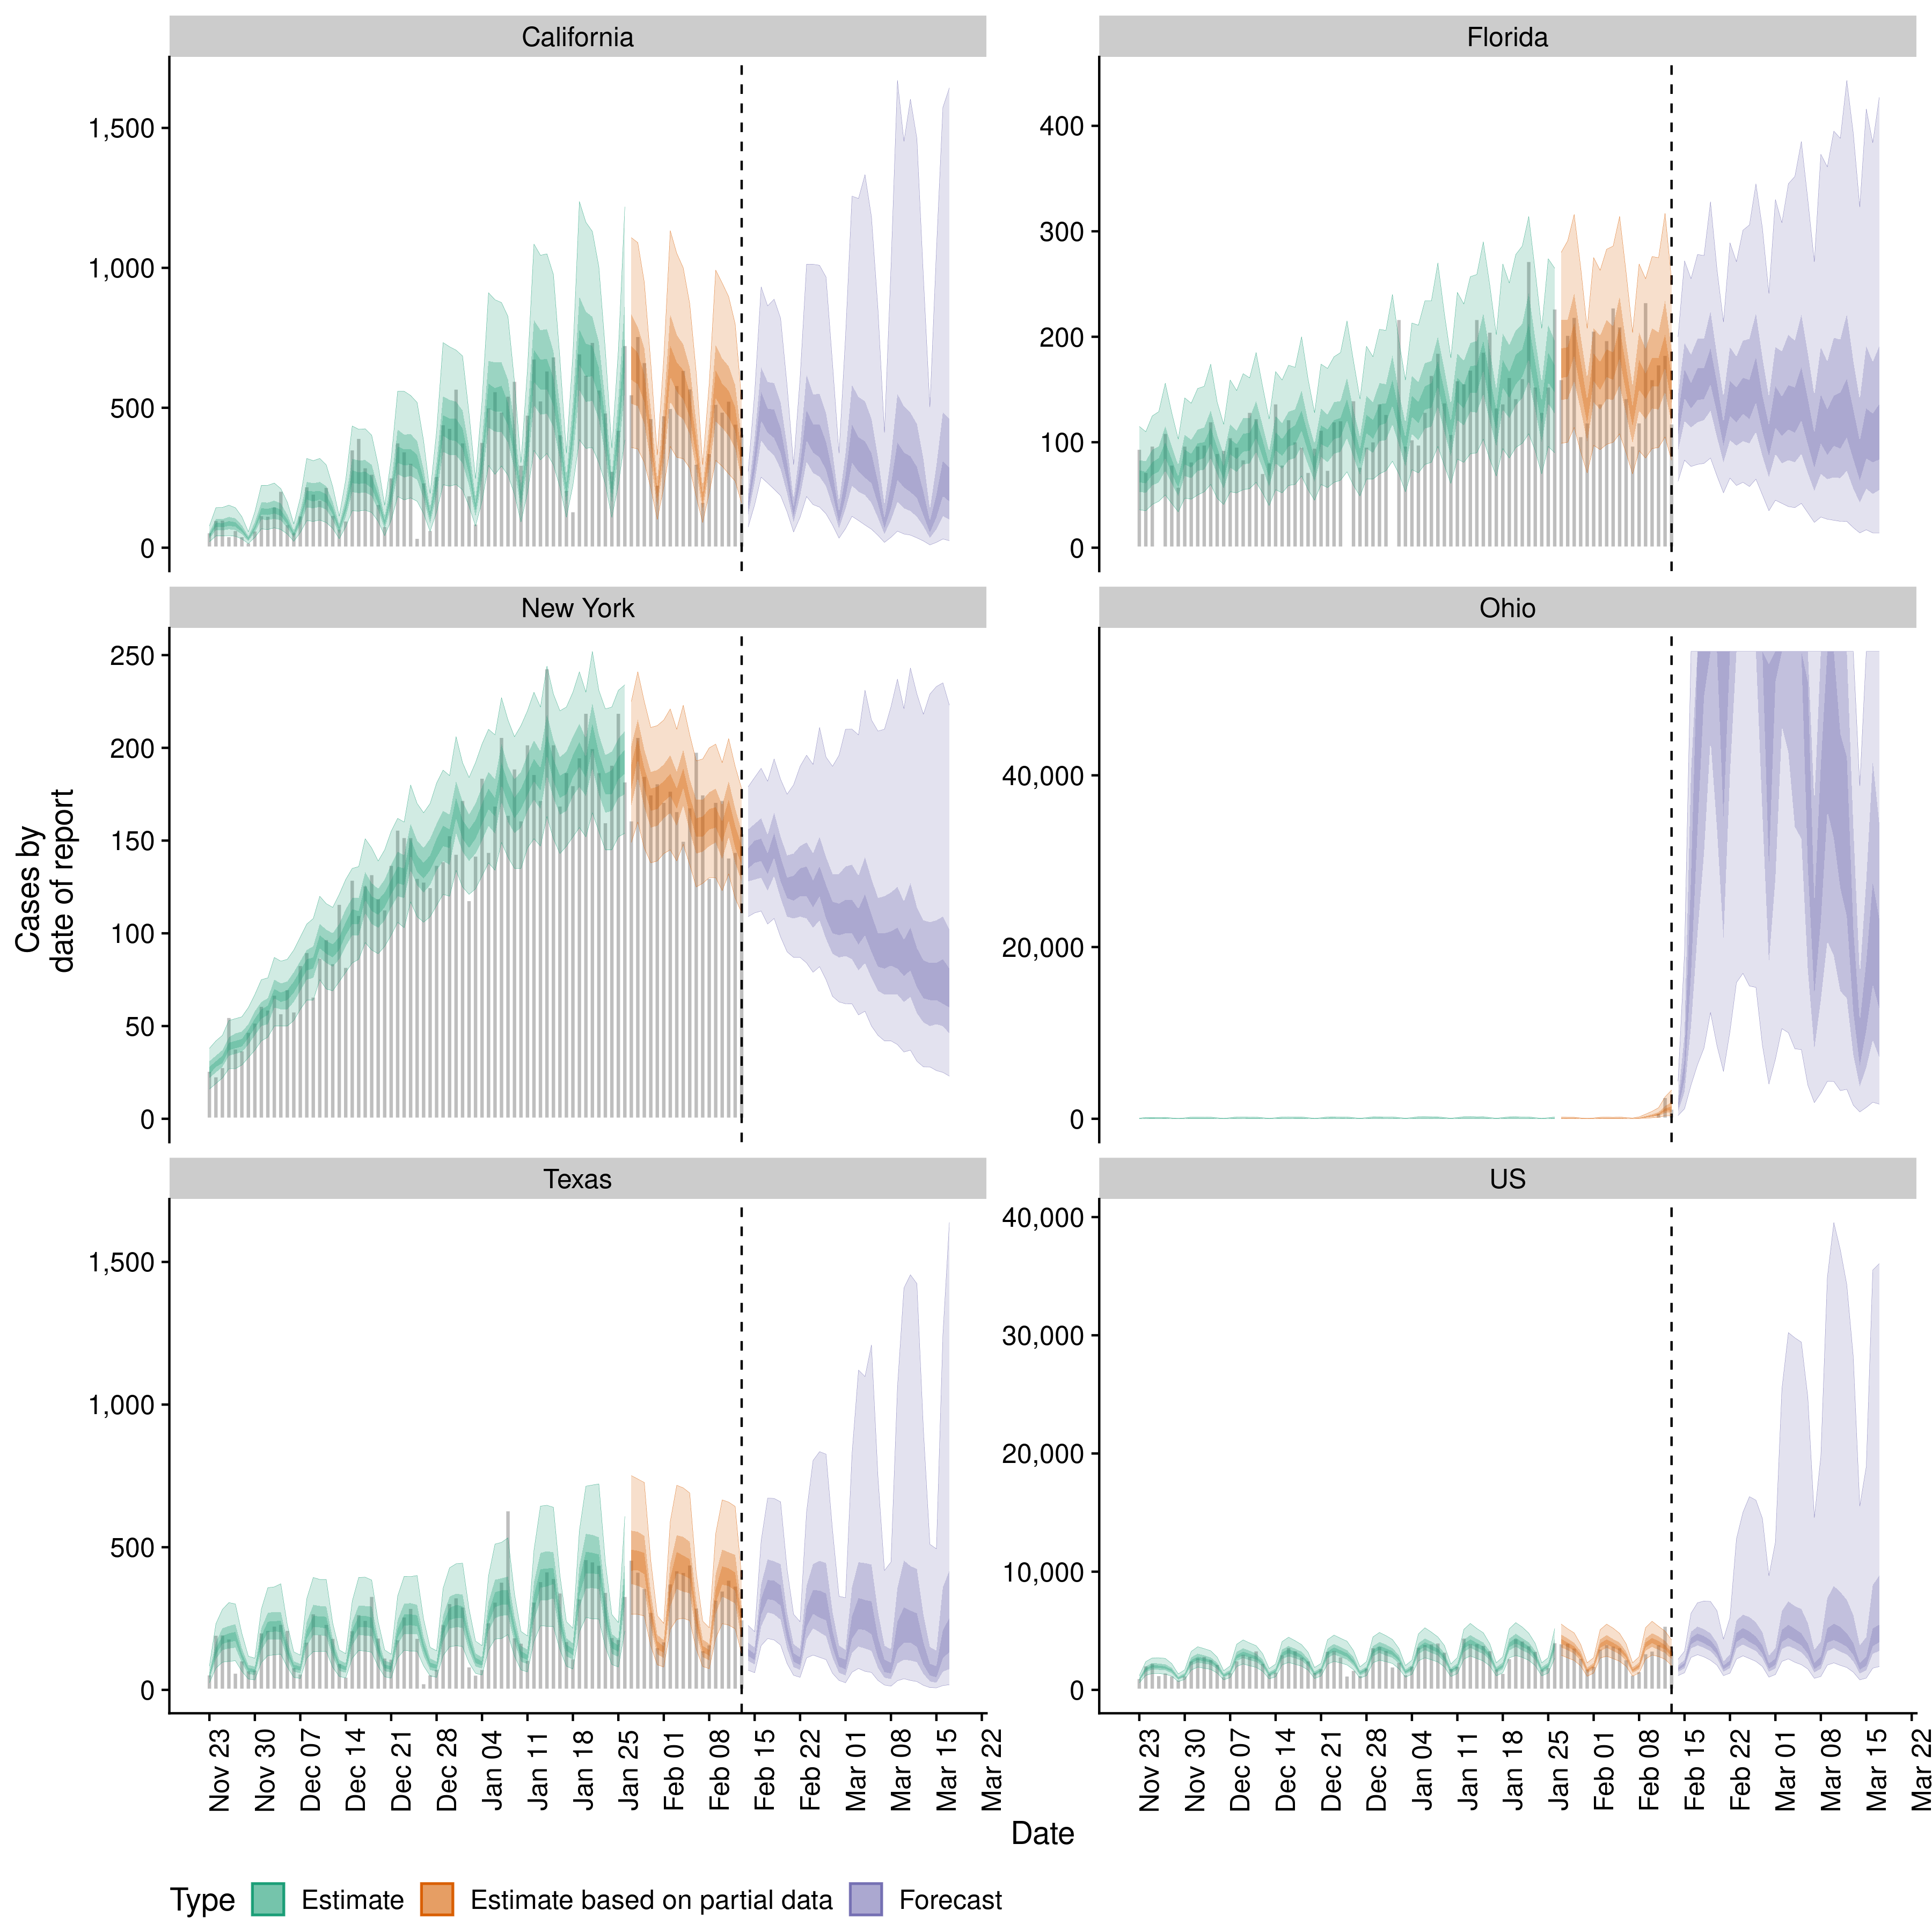 California
Florida
1,500
1,000
500
0
400
300
200
100
0
New York
Ohio
250
200
150
100
50
0
40,000
20,000
0
Cases by
date of report
Texas
US
1,500
1,000
500
0
40,000
30,000
20,000
10,000
0
Nov 23
Nov 30
Dec 07
Dec 14
Dec 21
Dec 28
Jan 04
Jan 11
Jan 18
Jan 25
Feb 01
Feb 08
Feb 15
Feb 22
Mar 01
Mar 08
Mar 15
Mar 22
Nov 23
Nov 30
Dec 07
Dec 14
Dec 21
Dec 28
Jan 04
Jan 11
Jan 18
Jan 25
Feb 01
Feb 08
Feb 15
Feb 22
Mar 01
Mar 08
Mar 15
Mar 22
Date
Type Estimate Estimate based on partial data Forecast